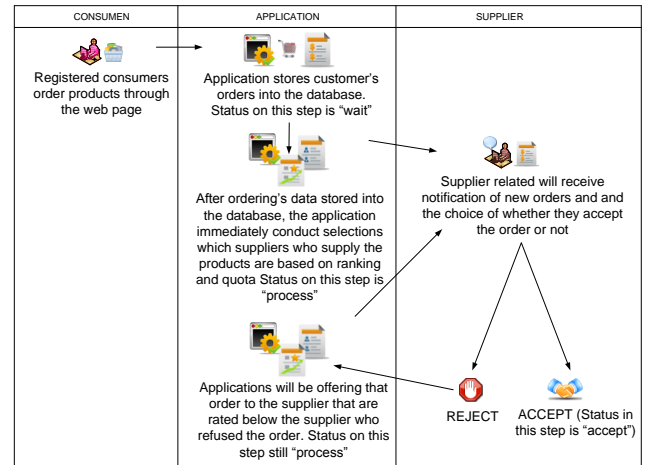 CONSUMEN
APPLICATION
SUPPLIER
Registered consumers
order products through
the web page
Application stores customer's
orders into the database.
Status on this step is “wait”
After ordering's data stored into
the database, the application
immediately conduct selections
which suppliers who supply the
products are based on ranking
and quota Status on this step is
“process”
Supplier related will receive
notification of new orders and and
the choice of whether they accept
the order or not
Applications will be offering that
order to the supplier that are
rated below the supplier who
refused the order. Status on this
step still “process”
REJECT
ACCEPT (Status in
this step is “accept”)